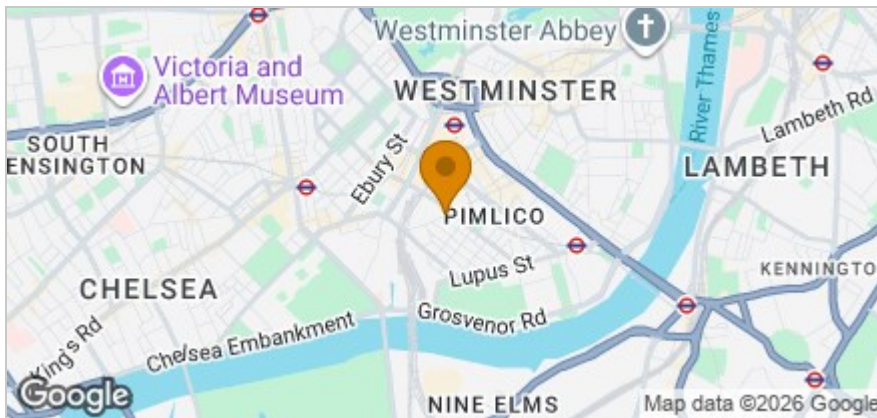 Westminster Abbey
Victoria and
Albert Museum
WESTMINSTER
River Thames
Lambeth Rd
SOUTH
ENSINGTON
Ebury St
LAMBETH
PIMLICO
Lupus St
KENNINGTO
CHELSEA
Grosvenor Rd
Chelsea Embankment
King's Rd
Google
NINE ELMS
Map data ©2026 Google